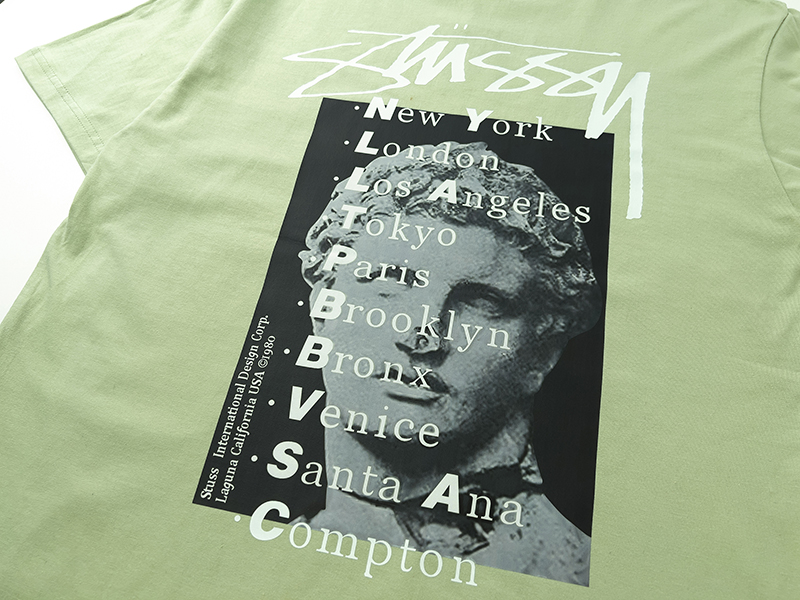 Stüssy
· New York
· London
· Los Angeles
· Tokyo
· Paris
· Brooklyn
· Bronx
· Venice
· Santa Ana
· Compton
Stuss International Design Corp.
Laguna California USA ©1980